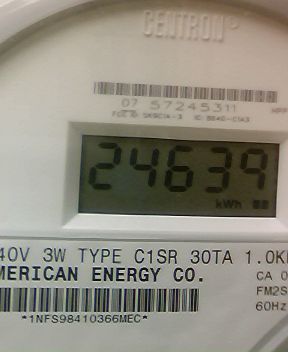 CENTRON®
07 57245311
24639
kWh
40V 3W TYPE C1SR 30TA 1.0K
MERICAN ENERGY CO.
CA 0
FM2S
60Hz
*1NFS98410366MEC*